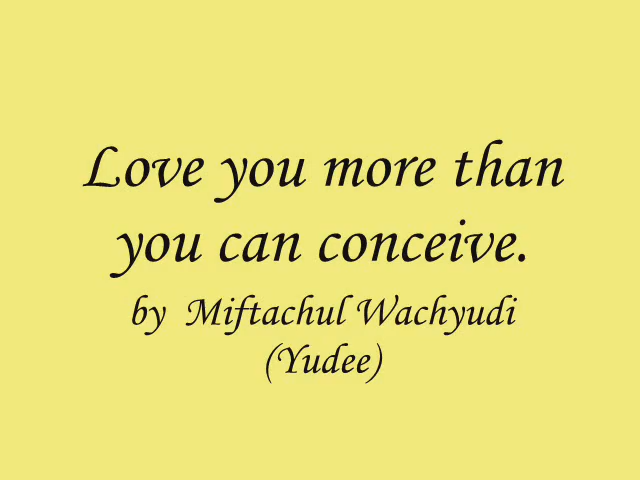 Love you more than
you can conceive.
by Miftachul Wachyudi
(Yudee)